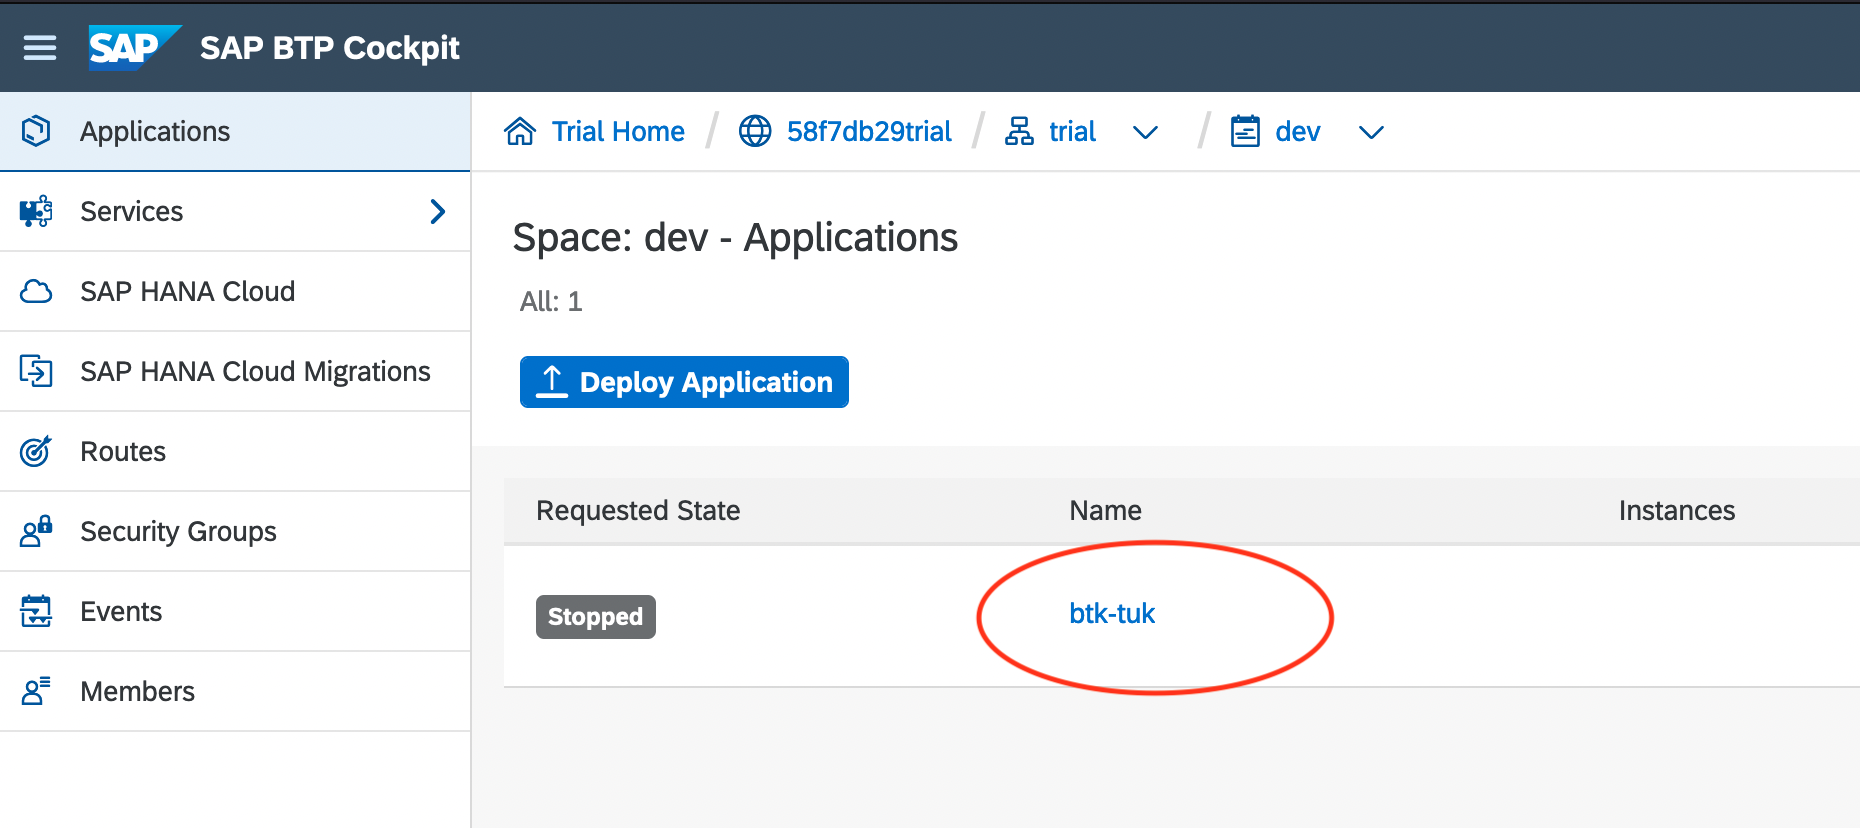 SAP SAP BTP Cockpit
Applications
Services
SAP HANA Cloud
SAP HANA Cloud Migrations
Routes
Security Groups
Events
Members
Trial Home / 58f7db29trial / trial / dev
Space: dev - Applications
All: 1
Deploy Application
Requested State Name Instances
Stopped btk-tuk